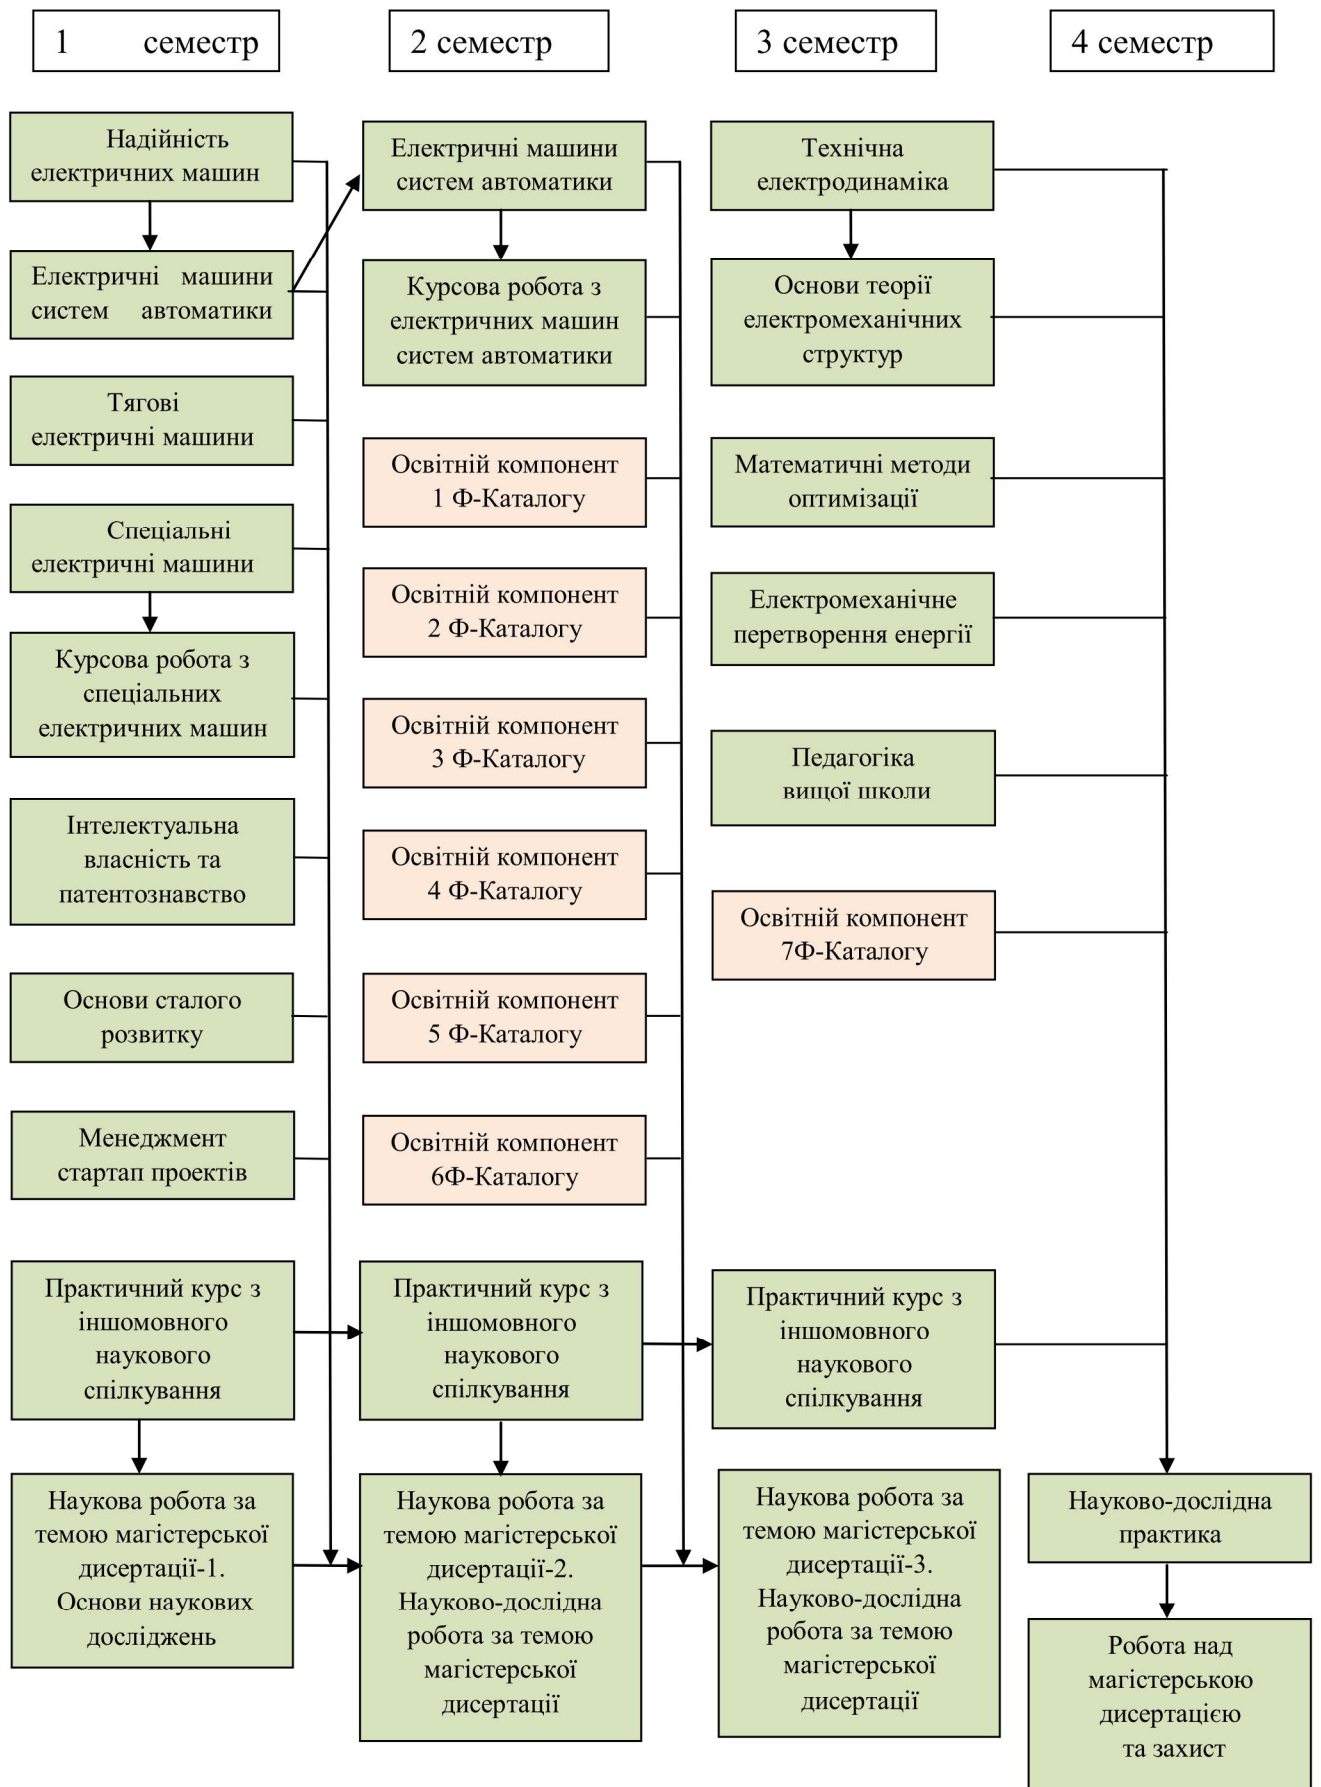 1 семестр
2 семестр
3 семестр
4 семестр
Надійність
електричних машин
Електричні машини
систем автоматики
Тягові
електричні машини
Спеціальні
електричні машини
Курсова робота з
спеціальних
електричних машин
Інтелектуальна
власність та
патентознавство
Основи сталого
розвитку
Менеджмент
стартап проектів
Практичний курс з
іншомовного
наукового
спілкування
Наукова робота за
темою магістерської
дисертації-1.
Основи наукових
досліджень
Електричні машини
систем автоматики
Курсова робота з
електричних машин
систем автоматики
Освітній компонент
1 Ф-Каталогу
Освітній компонент
2 Ф-Каталогу
Освітній компонент
3 Ф-Каталогу
Освітній компонент
4 Ф-Каталогу
Освітній компонент
5 Ф-Каталогу
Освітній компонент
6Ф-Каталогу
Практичний курс з
іншомовного
наукового
спілкування
Наукова робота за
темою магістерської
дисертації-2.
Науково-дослідна
робота за темою
магістерської
дисертації
Технічна
електродинаміка
Основи теорії
електромеханічних
структур
Математичні методи
оптимізації
Електромеханічне
перетворення енергії
Педагогіка
вищої школи
Освітній компонент
7Ф-Каталогу
Практичний курс з
іншомовного
наукового
спілкування
Наукова робота за
темою магістерської
дисертації-3.
Науково-дослідна
робота за темою
магістерської
дисертації
Науково-дослідна
практика
Робота над
магістерською
дисертацією
та захист